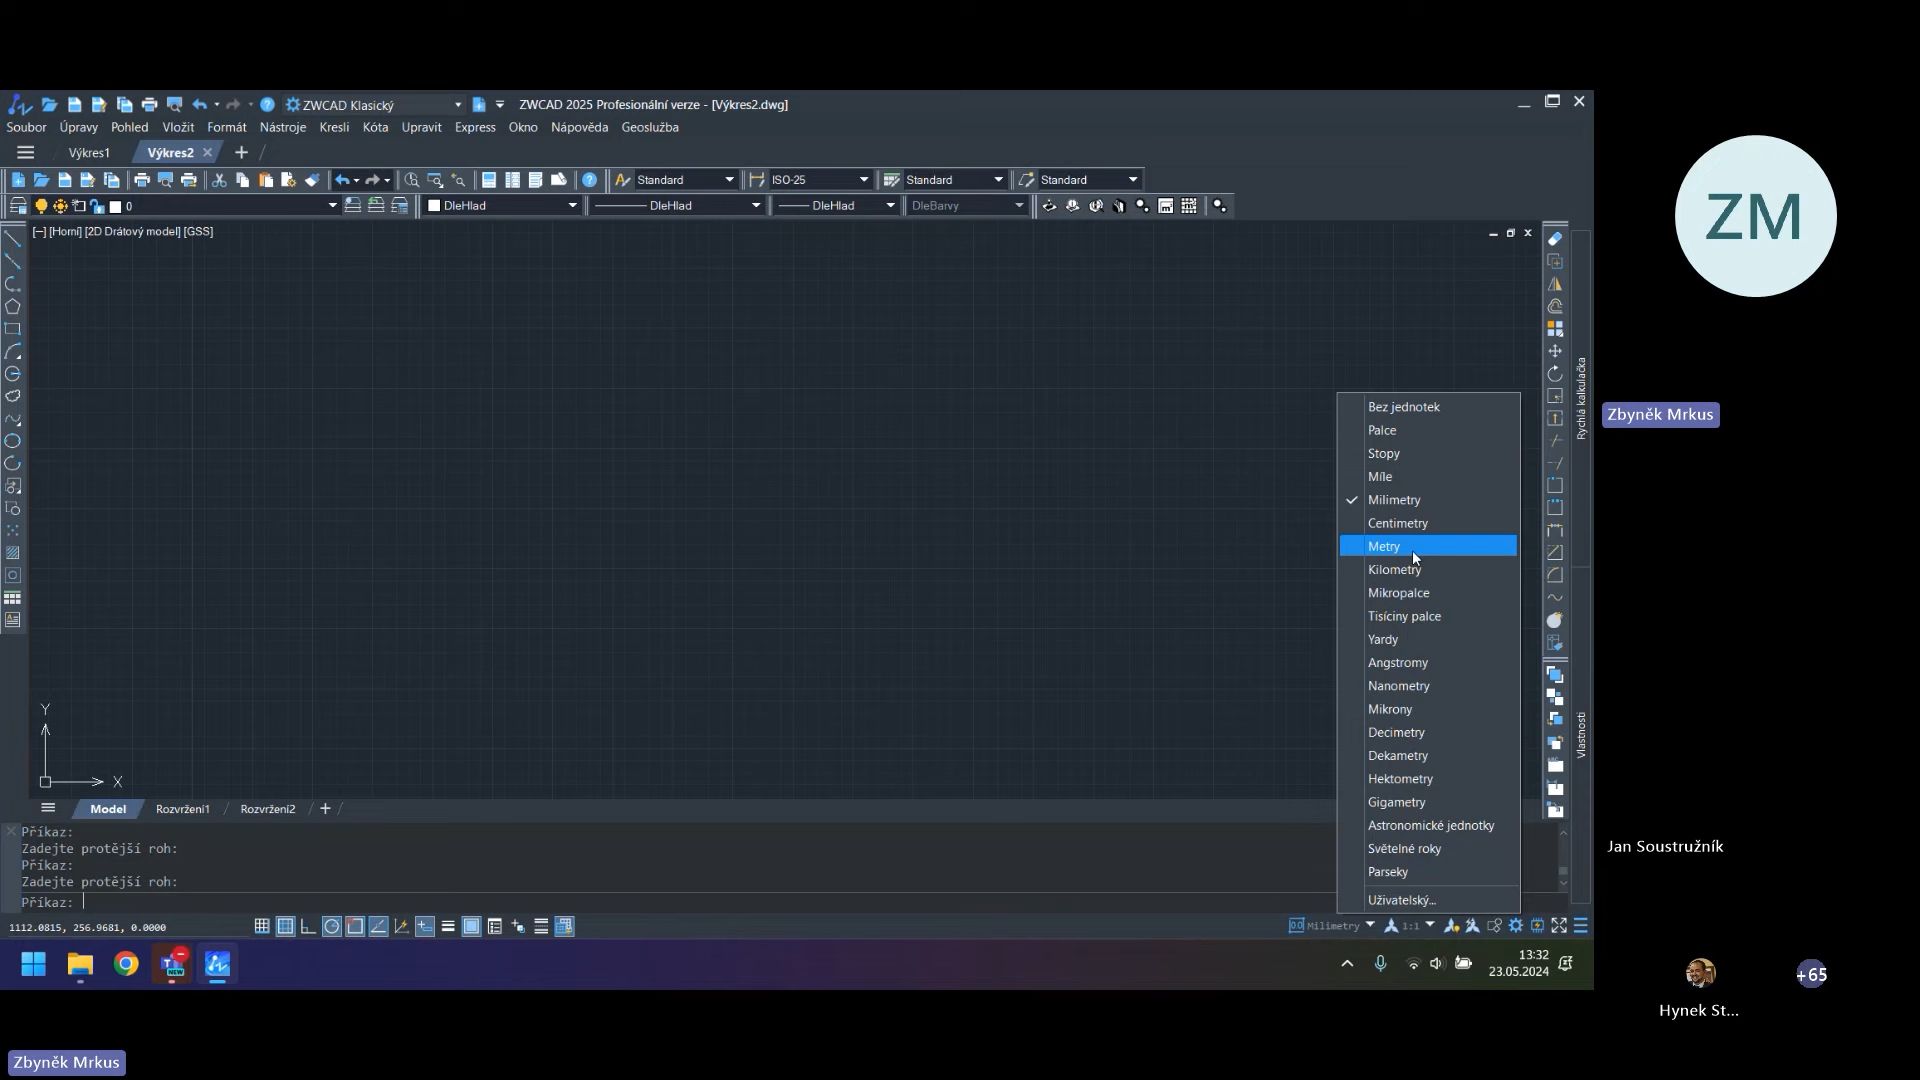 ZWCAD Klasický
ZWCAD 2025 Profesionální verze - [Výkres2.dwg]
Soubor Úpravy Pohled Vložit Formát Nástroje Kresli Kóta Upravit Express Okno Nápověda Geoslužba
Výkres1 Výkres2
Standard ISO-25 Standard Standard
0 DleHlad DleHlad DleHlad DleBarvy
[−] [Horní] [2D Drátový model] [GSS]
ZM
Rychlá kalkulačka
Zbyněk Mrkus
Bez jednotek
Palce
Stopy
Míle
Milimetry
Centimetry
Metry
Kilometry
Mikropalce
Tisíciny palce
Yardy
Angstromy
Nanometry
Mikrony
Decimetry
Dekametry
Hektometry
Gigametry
Astronomické jednotky
Světelné roky
Parseky
Uživatelský...
Vlastnosti
Y
X
Model Rozvržení1 Rozvržení2
Příkaz:
Zadejte protější roh:
Příkaz:
Zadejte protější roh:
Příkaz:
Jan Soustružník
1112.0815, 256.9681, 0.0000
Milimetry 1:1
NEW
13:32
23.05.2024
+65
Hynek St...
Zbyněk Mrkus